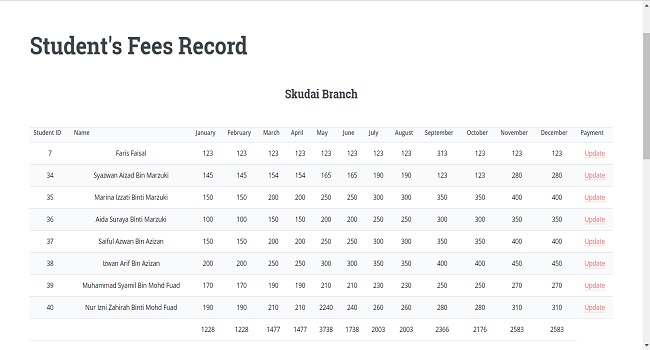 Student's Fees Record
Skudai Branch
Student ID Name January February March April May June July August September October November December Payment
7 Faris Faisal 123 123 123 123 123 123 123 123 313 123 123 123 Update
34 Syazwan Aizad Bin Marzuki 145 145 154 154 165 165 190 190 123 123 280 280 Update
35 Marina Izzati Binti Marzuki 150 150 200 200 250 250 300 300 350 350 400 400 Update
36 Aida Suraya Binti Marzuki 100 100 150 150 200 200 250 250 300 300 350 350 Update
37 Saiful Azwan Bin Azizan 150 150 200 200 250 250 300 300 350 350 400 400 Update
38 Izwan Arif Bin Azizan 200 200 250 250 300 300 350 350 400 400 450 450 Update
39 Muhammad Syamil Bin Mohd Fuad 170 170 190 190 210 210 230 230 250 250 270 270 Update
40 Nur Izni Zahirah Binti Mohd Fuad 190 190 210 210 2240 240 260 260 280 280 310 310 Update
1228 1228 1477 1477 3738 1738 2003 2003 2366 2176 2583 2583